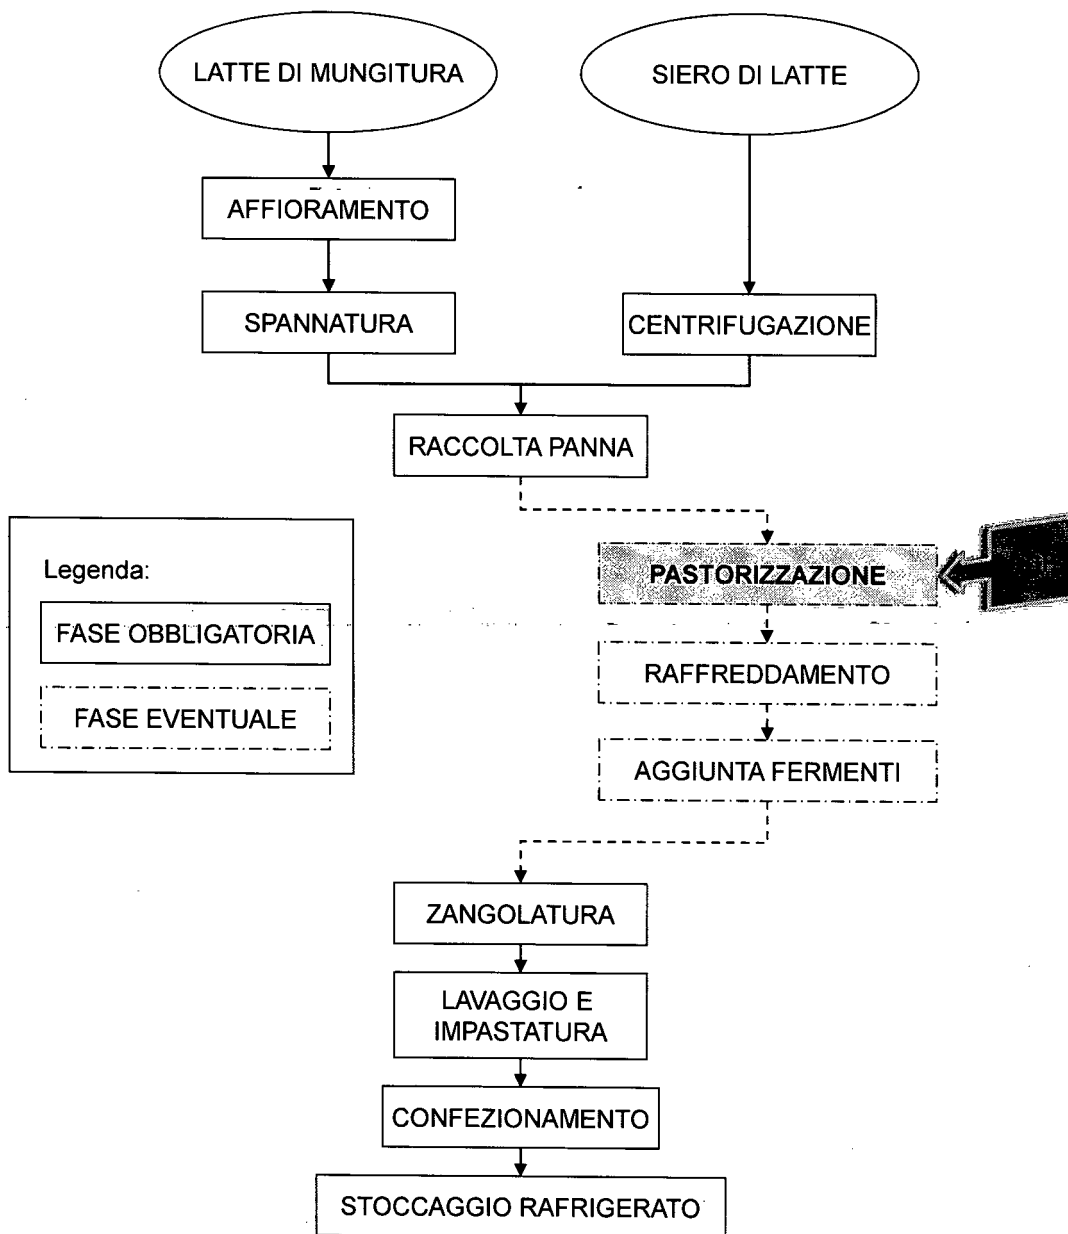 LATTE DI MUNGITURA
SIERO DI LATTE
AFFIORAMENTO
SPANNATURA
CENTRIFUGAZIONE
RACCOLTA PANNA
Legenda:
FASE OBBLIGATORIA
FASE EVENTUALE
PASTORIZZAZIONE
RAFFREDDAMENTO
AGGIUNTA FERMENTI
ZANGOLATURA
LAVAGGIO E
IMPASTATURA
CONFEZIONAMENTO
STOCCAGGIO RAFRIGERATO